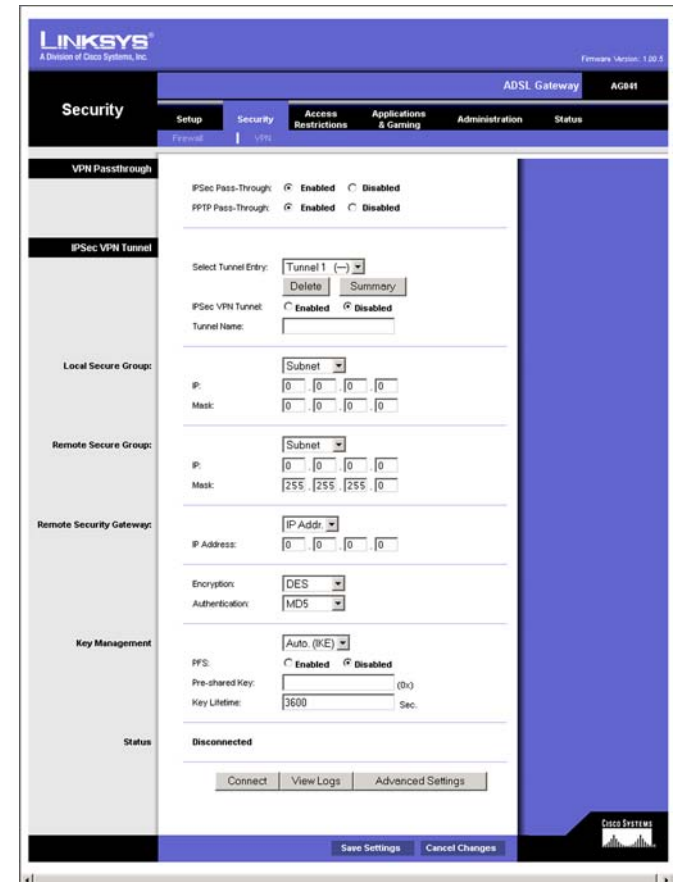 LINKSYS®
A Division of Cisco Systems, Inc.
Firmware Version: 1.00.5
ADSL Gateway AG041
Security
Setup Security Access Restrictions Applications & Gaming Administration Status
Firewall VPN
VPN Passthrough
IPSec Pass-Through: Enabled Disabled
PPTP Pass-Through: Enabled Disabled
IPSec VPN Tunnel
Select Tunnel Entry: Tunnel 1 (---)
Delete Summary
IPSec VPN Tunnel: Enabled Disabled
Tunnel Name:
Local Secure Group: Subnet
IP: 0 . 0 . 0 . 0
Mask: 0 . 0 . 0 . 0
Remote Secure Group: Subnet
IP: 0 . 0 . 0 . 0
Mask: 255 . 255 . 255 . 0
Remote Security Gateway: IP Addr.
IP Address: 0 . 0 . 0 . 0
Encryption: DES
Authentication: MD5
Key Management Auto. (IKE)
PFS: Enabled Disabled
Pre-shared Key: (0x)
Key Lifetime: 3600 Sec.
Status Disconnected
Connect View Logs Advanced Settings
Cisco Systems
Save Settings Cancel Changes